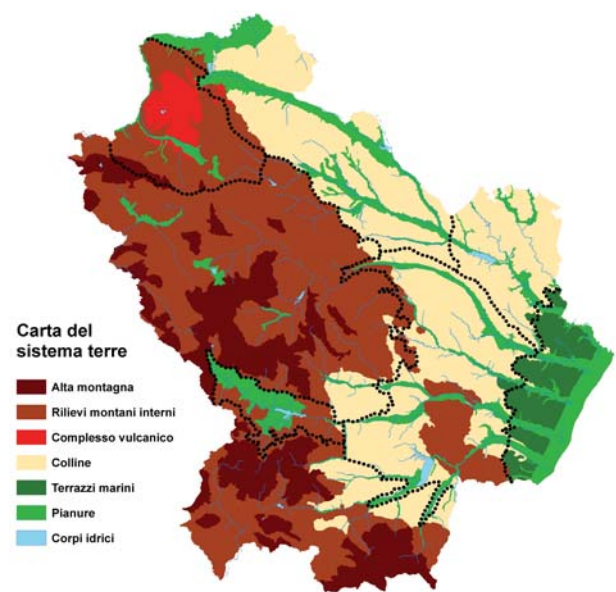 Carta del
sistema terre
Alta montagna
Rilievi montani interni
Complesso vulcanico
Colline
Terrazzi marini
Pianure
Corpi idrici